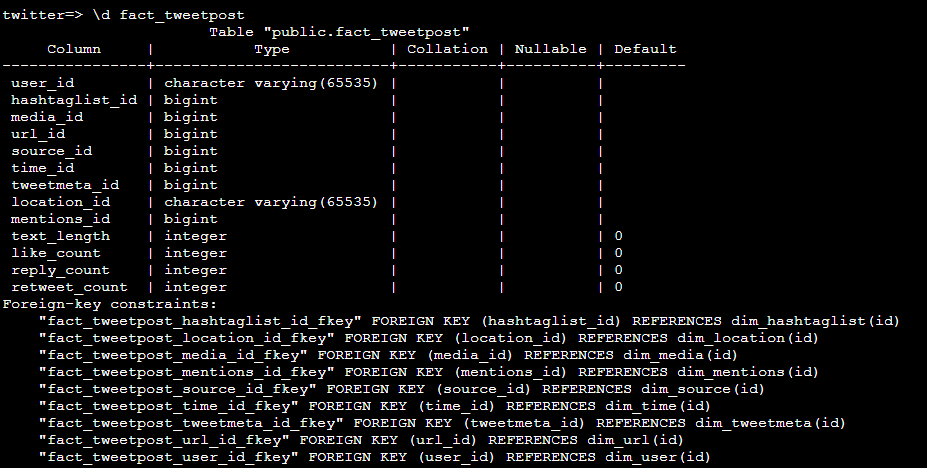 twitter=> \d fact_tweetpost
                         Table "public.fact_tweetpost"
     Column     |           Type           | Collation | Nullable | Default
----------------+--------------------------+-----------+----------+---------
 user_id        | character varying(65535) |           |          |
 hashtaglist_id | bigint                   |           |          |
 media_id       | bigint                   |           |          |
 url_id         | bigint                   |           |          |
 source_id      | bigint                   |           |          |
 time_id        | bigint                   |           |          |
 tweetmeta_id   | bigint                   |           |          |
 location_id    | character varying(65535) |           |          |
 mentions_id    | bigint                   |           |          |
 text_length    | integer                  |           |          | 0
 like_count     | integer                  |           |          | 0
 reply_count    | integer                  |           |          | 0
 retweet_count  | integer                  |           |          | 0
Foreign-key constraints:
    "fact_tweetpost_hashtaglist_id_fkey" FOREIGN KEY (hashtaglist_id) REFERENCES dim_hashtaglist(id)
    "fact_tweetpost_location_id_fkey" FOREIGN KEY (location_id) REFERENCES dim_location(id)
    "fact_tweetpost_media_id_fkey" FOREIGN KEY (media_id) REFERENCES dim_media(id)
    "fact_tweetpost_mentions_id_fkey" FOREIGN KEY (mentions_id) REFERENCES dim_mentions(id)
    "fact_tweetpost_source_id_fkey" FOREIGN KEY (source_id) REFERENCES dim_source(id)
    "fact_tweetpost_time_id_fkey" FOREIGN KEY (time_id) REFERENCES dim_time(id)
    "fact_tweetpost_tweetmeta_id_fkey" FOREIGN KEY (tweetmeta_id) REFERENCES dim_tweetmeta(id)
    "fact_tweetpost_url_id_fkey" FOREIGN KEY (url_id) REFERENCES dim_url(id)
    "fact_tweetpost_user_id_fkey" FOREIGN KEY (user_id) REFERENCES dim_user(id)